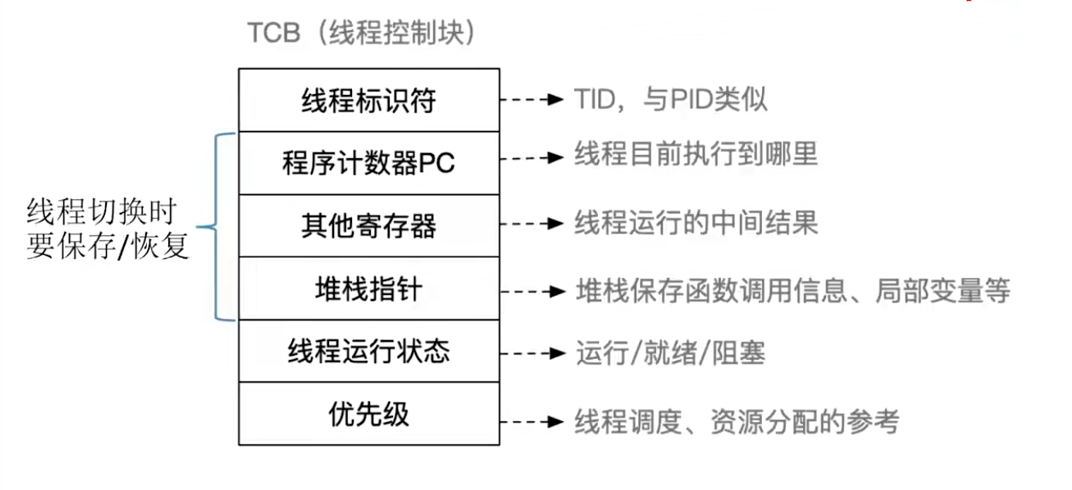 TCB（线程控制块）
线程标识符
TID，与PID类似
程序计数器PC
线程目前执行到哪里
线程切换时
要保存/恢复
其他寄存器
线程运行的中间结果
堆栈指针
堆栈保存函数调用信息、局部变量等
线程运行状态
运行/就绪/阻塞
优先级
线程调度、资源分配的参考